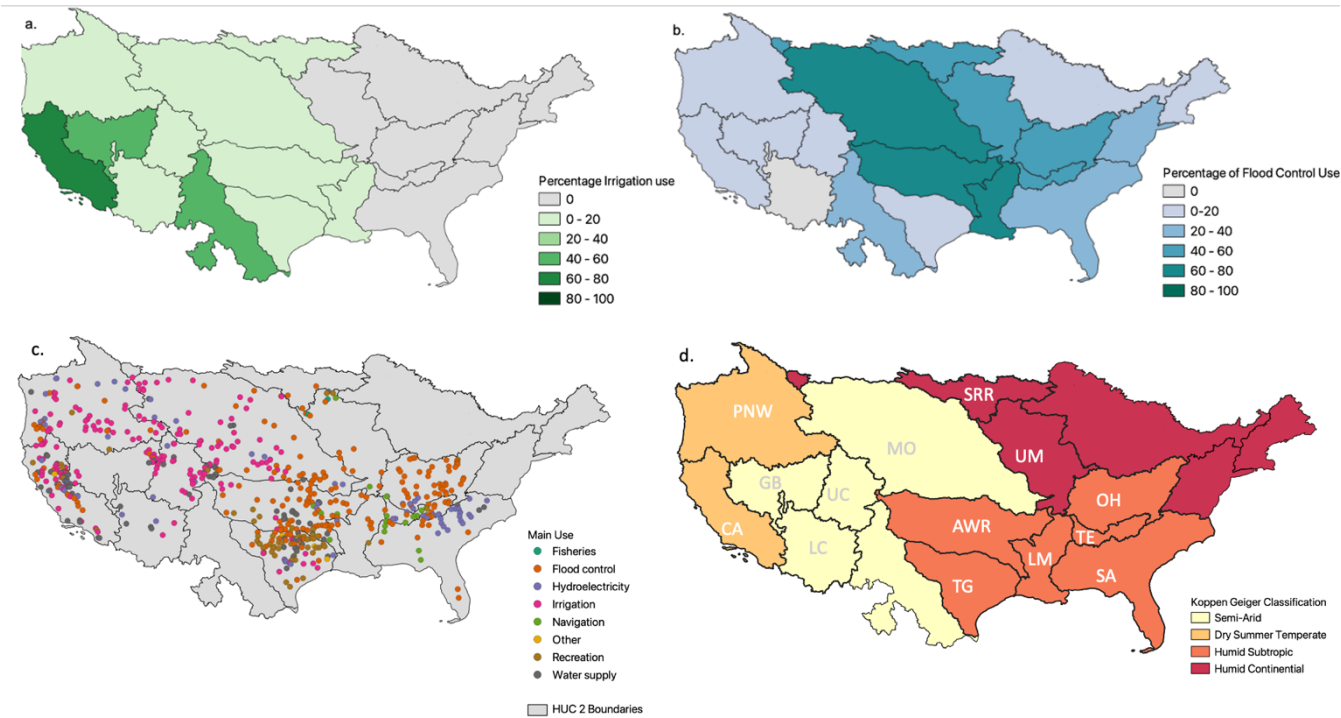 a.
Percentage Irrigation use
0
0 - 20
20 - 40
40 - 60
60 - 80
80 - 100
b.
Percentage of Flood Control Use
0
0-20
20 - 40
40 - 60
60 - 80
80 - 100
c.
Main Use
Fisheries
Flood control
Hydroelectricity
Irrigation
Navigation
Other
Recreation
Water supply
HUC 2 Boundaries
d.
PNW
SRR
MO
UM
GB
UC
OH
CA
LC
AWR
TE
LM
TG
SA
Koppen Geiger Classification
Semi-Arid
Dry Summer Temperate
Humid Subtropic
Humid Continental